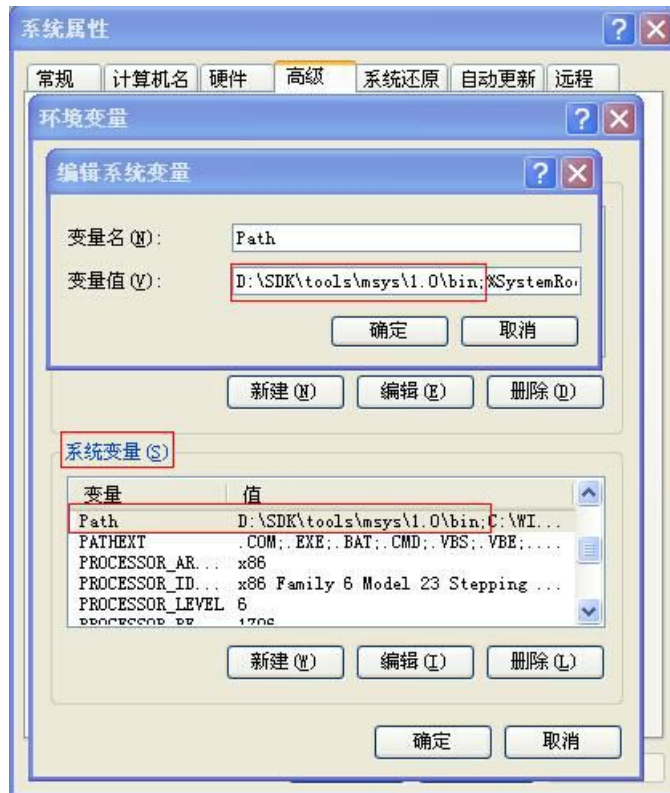 系统属性
常规 计算机名 硬件 高级 系统还原 自动更新 远程
环境变量
编辑系统变量
变量名(N):
Path
变量值(V):
D:\SDK\tools\msys\1.0\bin;%SystemRo
确定 取消
新建(N) 编辑(E) 删除(D)
系统变量(S)
变量 值
Path D:\SDK\tools\msys\1.0\bin;C:\WI...
PATHEXT .COM;.EXE;.BAT;.CMD;.VBS;.VBE;....
PROCESSOR_AR... x86
PROCESSOR_ID... x86 Family 6 Model 23 Stepping ...
PROCESSOR_LEVEL 6
新建(W) 编辑(I) 删除(L)
确定 取消